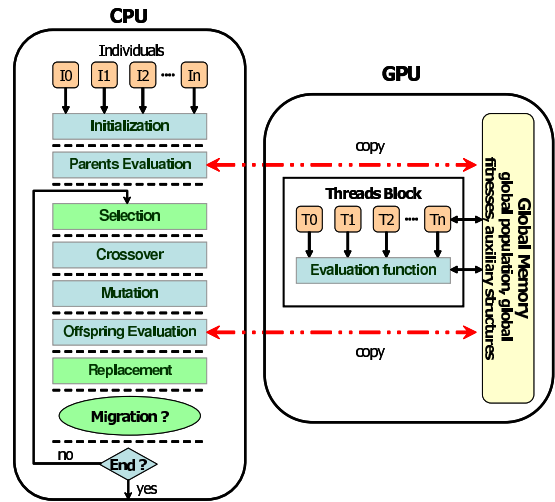 CPU
Individuals
I0 I1 I2 ···· In
Initialization
Parents Evaluation
Selection
Crossover
Mutation
Offspring Evaluation
Replacement
Migration ?
no
End ?
yes
GPU
copy
Threads Block
T0 T1 T2 ···· Tn
Evaluation function
copy
Global Memory
global population, global
fitnesses, auxiliary structures